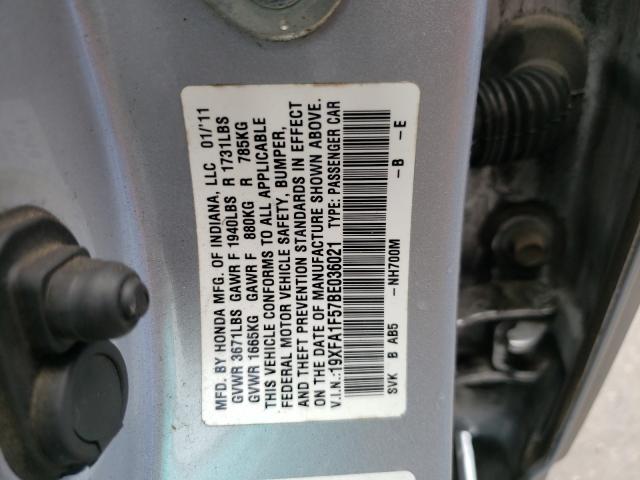 MFD. BY HONDA MFG. OF INDIANA, LLC 01/11
GVWR 3671LBS GAWR F 1940LBS R 1731LBS
GVWR 1665KG GAWR F 880KG R 785KG
THIS VEHICLE CONFORMS TO ALL APPLICABLE
FEDERAL MOTOR VEHICLE SAFETY, BUMPER,
AND THEFT PREVENTION STANDARDS IN EFFECT
ON THE DATE OF MANUFACTURE SHOWN ABOVE.
V.I.N.:19XFA1F57BE036021 TYPE: PASSENGER CAR
SVK B AB5 -NH700M -B -E